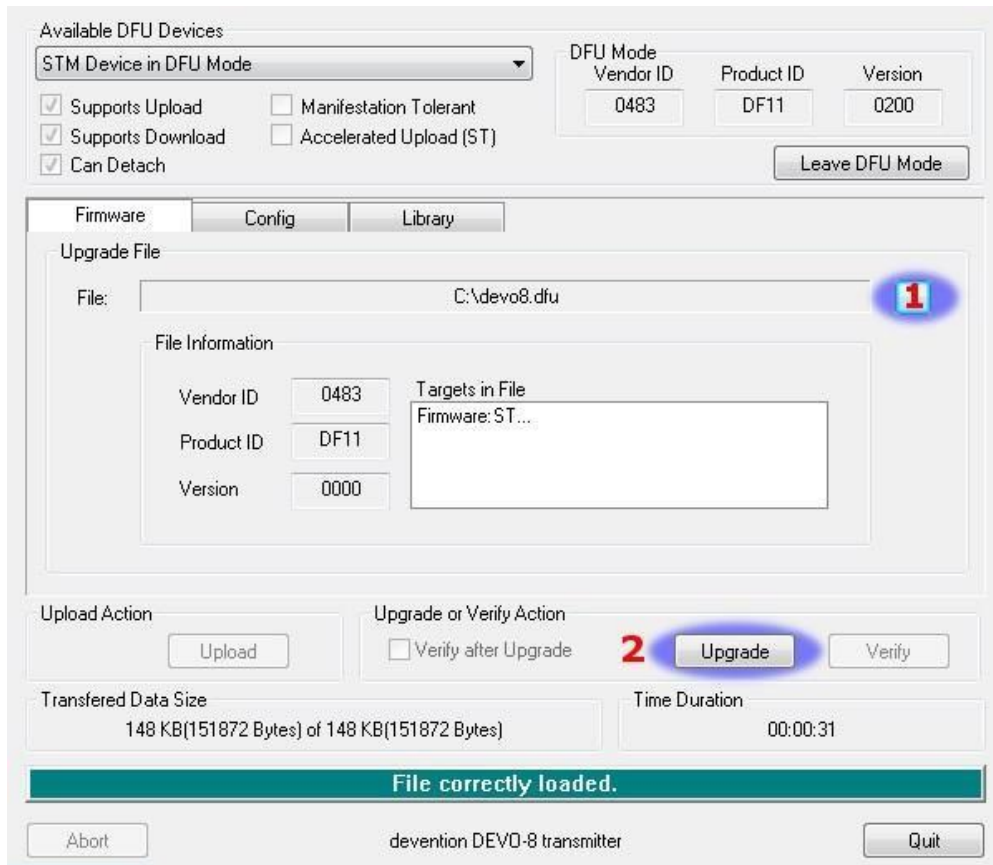 Available DFU Devices
STM Device in DFU Mode
Supports Upload
Manifestation Tolerant
Supports Download
Accelerated Upload (ST)
Can Detach
DFU Mode
Vendor ID Product ID Version
0483 DF11 0200
Leave DFU Mode
Firmware Config Library
Upgrade File
File: C:\devo8.dfu 1
File Information
Vendor ID 0483
Product ID DF11
Version 0000
Targets in File
Firmware: ST...
Upload Action
Upload
Upgrade or Verify Action
Verify after Upgrade 2 Upgrade Verify
Transfered Data Size
148 KB(151872 Bytes) of 148 KB(151872 Bytes)
Time Duration
00:00:31
File correctly loaded.
Abort devention DEVO-8 transmitter Quit